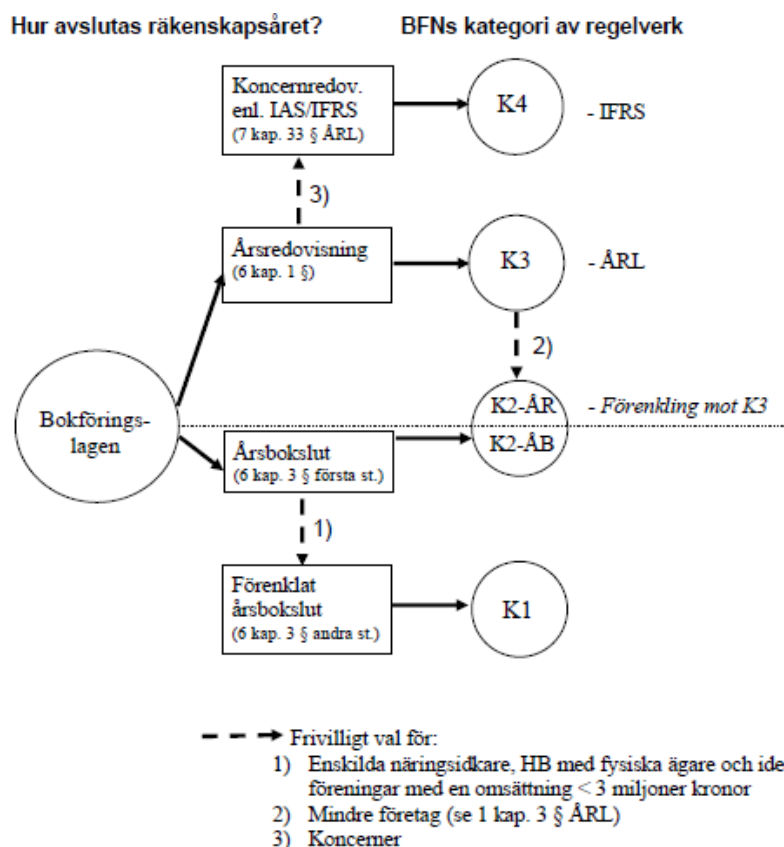 Hur avslutas räkenskapsåret?
BFNs kategori av regelverk
Koncernredov.
enl. IAS/IFRS
(7 kap. 33 § ÅRL)
K4
- IFRS
3)
Årsredovisning
(6 kap. 1 §)
K3
- ÅRL
2)
Bokförings-
lagen
K2-ÅR
- Förenkling mot K3
K2-ÅB
Årsbokslut
(6 kap. 3 § första st.)
1)
Förenklat
årsbokslut
(6 kap. 3 § andra st.)
K1
Frivilligt val för:
1) Enskilda näringsidkare, HB med fysiska ägare och ide
föreningar med en omsättning < 3 miljoner kronor
2) Mindre företag (se 1 kap. 3 § ÅRL)
3) Koncerner